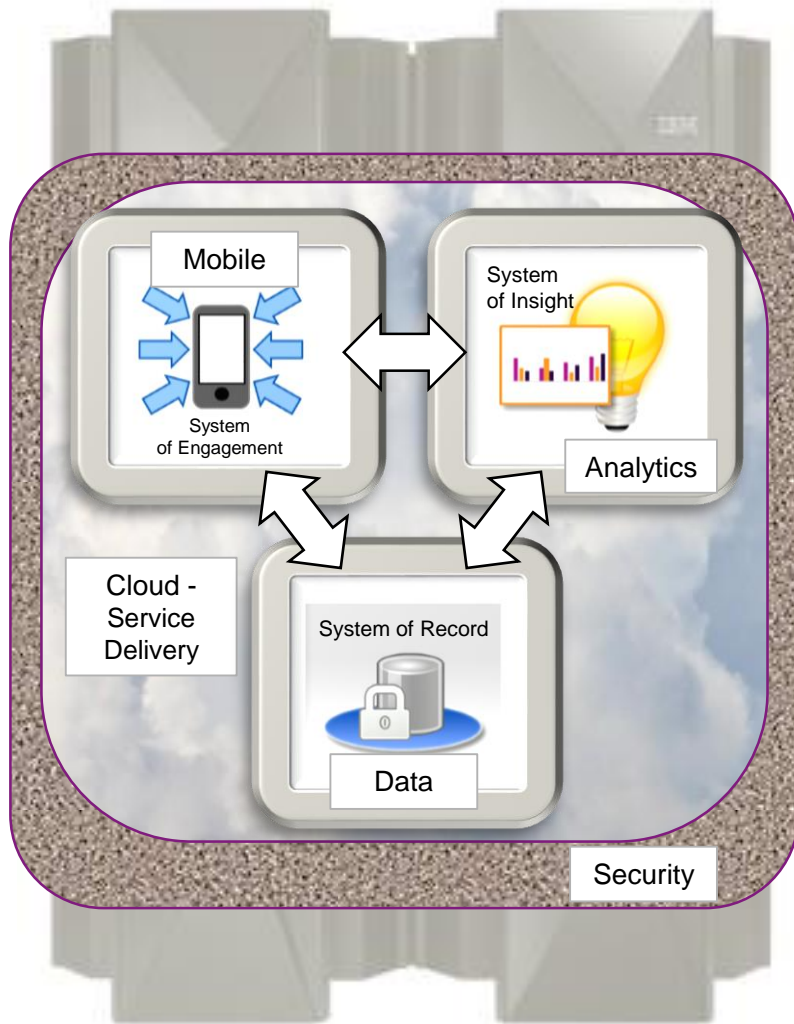 IBM
Mobile
System
of Engagement
System
of Insight
Analytics
Cloud -
Service
Delivery
System of Record
Data
Security